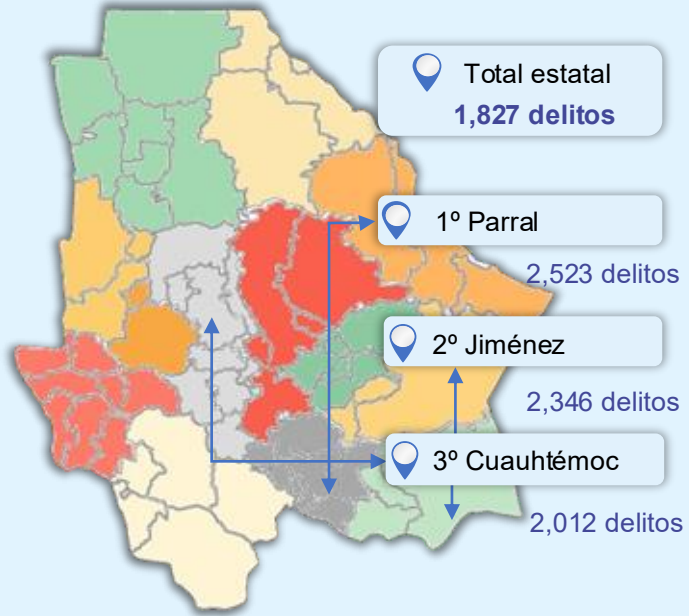 Total estatal
1,827 delitos
1º Parral
2,523 delitos
2º Jiménez
2,346 delitos
3º Cuauhtémoc
2,012 delitos